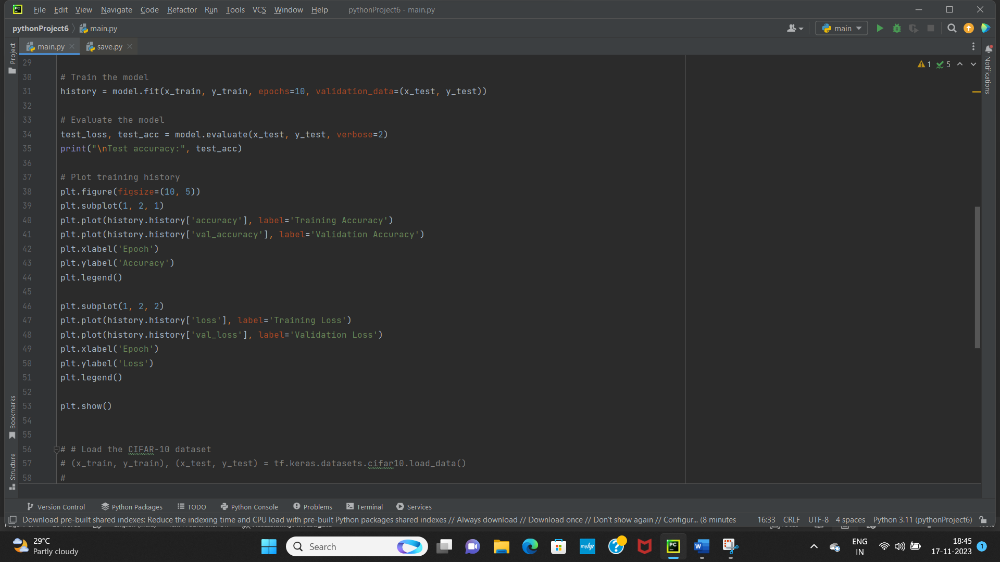 File Edit View Navigate Code Refactor Run Tools VCS Window Help pythonProject6 - main.py
pythonProject6 main.py main
main.py save.py
Project
Notifications
1 5
29
30 # Train the model
31 history = model.fit(x_train, y_train, epochs=10, validation_data=(x_test, y_test))
32
33 # Evaluate the model
34 test_loss, test_acc = model.evaluate(x_test, y_test, verbose=2)
35 print("\nTest accuracy:", test_acc)
36
37 # Plot training history
38 plt.figure(figsize=(10, 5))
39 plt.subplot(1, 2, 1)
40 plt.plot(history.history['accuracy'], label='Training Accuracy')
41 plt.plot(history.history['val_accuracy'], label='Validation Accuracy')
42 plt.xlabel('Epoch')
43 plt.ylabel('Accuracy')
44 plt.legend()
45
46 plt.subplot(1, 2, 2)
47 plt.plot(history.history['loss'], label='Training Loss')
48 plt.plot(history.history['val_loss'], label='Validation Loss')
49 plt.xlabel('Epoch')
50 plt.ylabel('Loss')
51 plt.legend()
52
53 plt.show()
54
55
56 # # Load the CIFAR-10 dataset
57 # (x_train, y_train), (x_test, y_test) = tf.keras.datasets.cifar10.load_data()
58 #
Bookmarks
Structure
Version Control Python Packages TODO Python Console Problems Terminal Services
Download pre-built shared indexes: Reduce the indexing time and CPU load with pre-built Python packages shared indexes // Always download // Download once // Don't show again // Configur... (8 minutes 16:33 CRLF UTF-8 4 spaces Python 3.11 (pythonProject6)
29°C
Partly cloudy
Search
myhp
PC
W
ENG
IN
18:45
17-11-2023
1